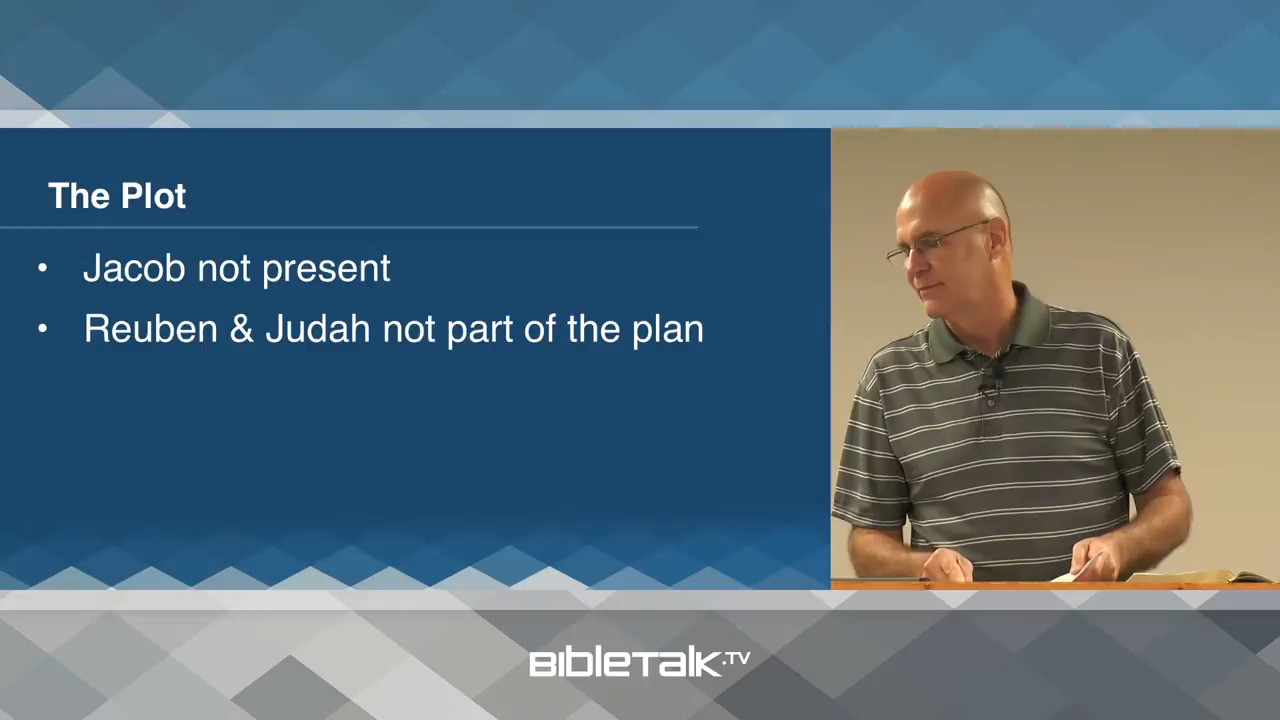 The Plot
• Jacob not present
• Reuben & Judah not part of the plan
BibleTalk.TV